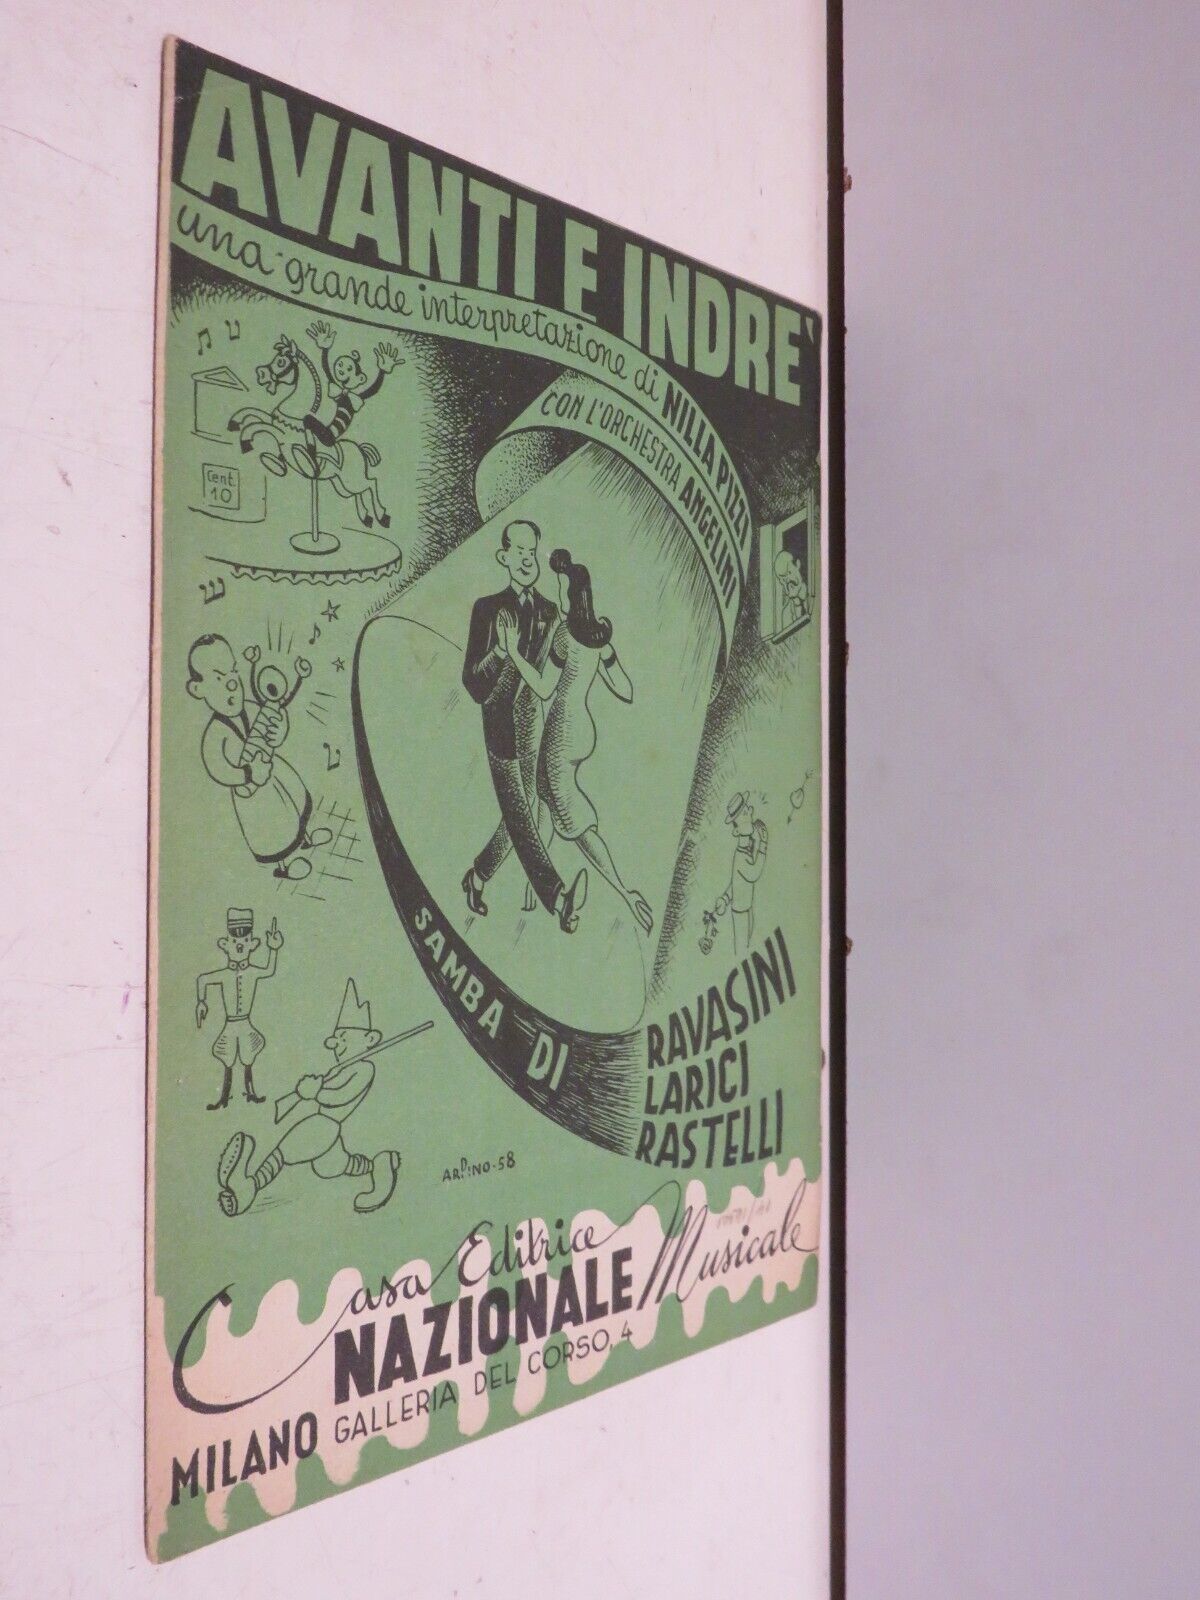 AVANTI E INDRE'
una grande interpretazione di NILLA PIZZI
CON L'ORCHESTRA ANGELINI
Cent.
10
SAMBA DI
RAVASINI
LARICI
RASTELLI
ARPINO-58
Casa Editrice
NAZIONALE Musicale
MILANO GALLERIA DEL CORSO, 4